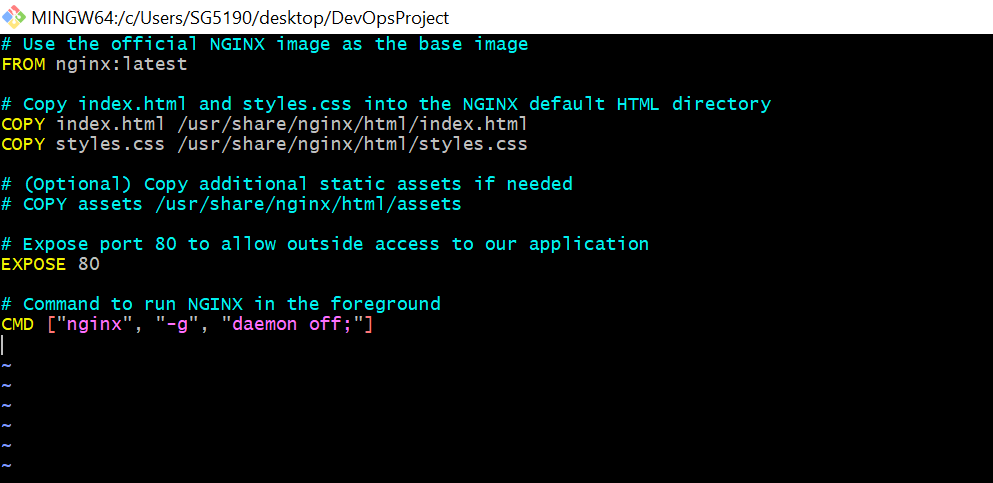 MINGW64:/c/Users/SG5190/desktop/DevOpsProject
# Use the official NGINX image as the base image
FROM nginx:latest
# Copy index.html and styles.css into the NGINX default HTML directory
COPY index.html /usr/share/nginx/html/index.html
COPY styles.css /usr/share/nginx/html/styles.css
# (Optional) Copy additional static assets if needed
# COPY assets /usr/share/nginx/html/assets
# Expose port 80 to allow outside access to our application
EXPOSE 80
# Command to run NGINX in the foreground
CMD ["nginx", "-g", "daemon off;"]
~
~
~
~
~
~